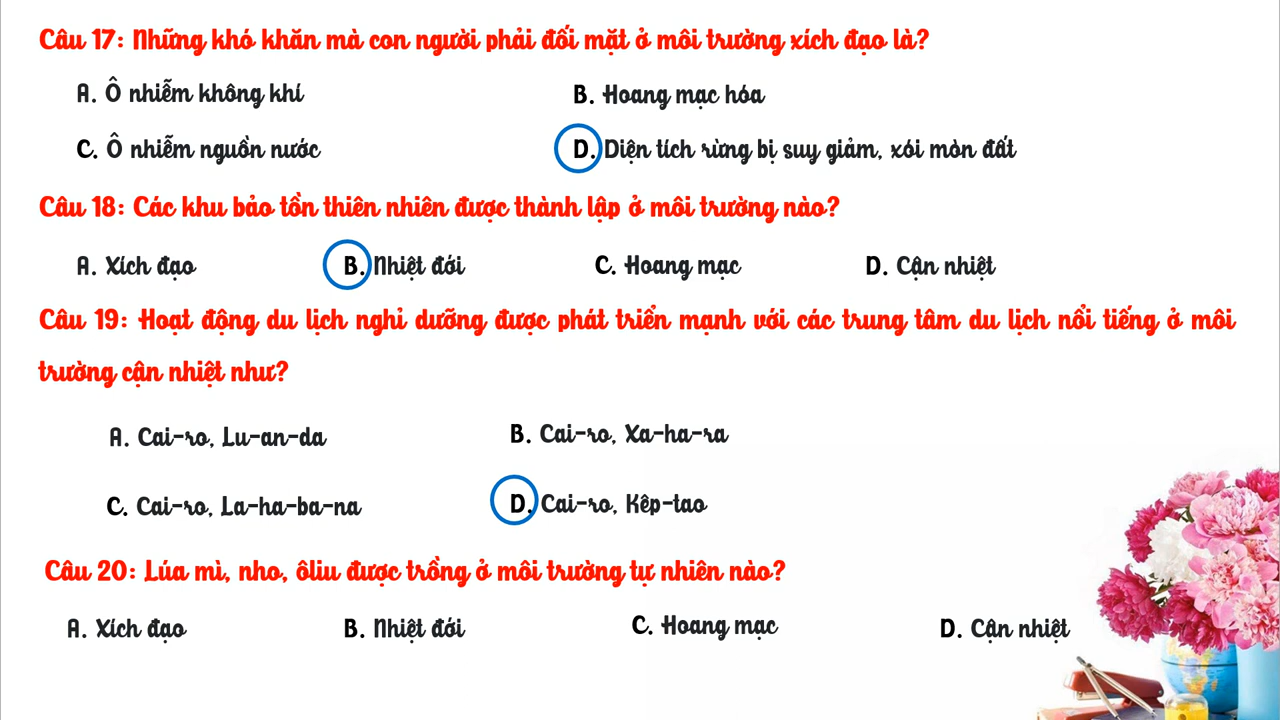 Câu 17: Những khó khăn mà con người phải đối mặt ở môi trường xích đạo là?
A. Ô nhiễm không khí
B. Hoang mạc hóa
C. Ô nhiễm nguồn nước
D. Diện tích rừng bị suy giảm, xói mòn đất
Câu 18: Các khu bảo tồn thiên nhiên được thành lập ở môi trường nào?
A. Xích đạo
B. Nhiệt đới
C. Hoang mạc
D. Cận nhiệt
Câu 19: Hoạt động du lịch nghỉ dưỡng được phát triển mạnh với các trung tâm du lịch nổi tiếng ở môi
trường cận nhiệt như?
A. Cai-ro, Lu-an-da
B. Cai-ro, Xa-ha-ra
C. Cai-ro, La-ha-ba-na
D. Cai-ro, Kêp-tao
Câu 20: Lúa mì, nho, ôliu được trồng ở môi trường tự nhiên nào?
A. Xích đạo
B. Nhiệt đới
C. Hoang mạc
D. Cận nhiệt